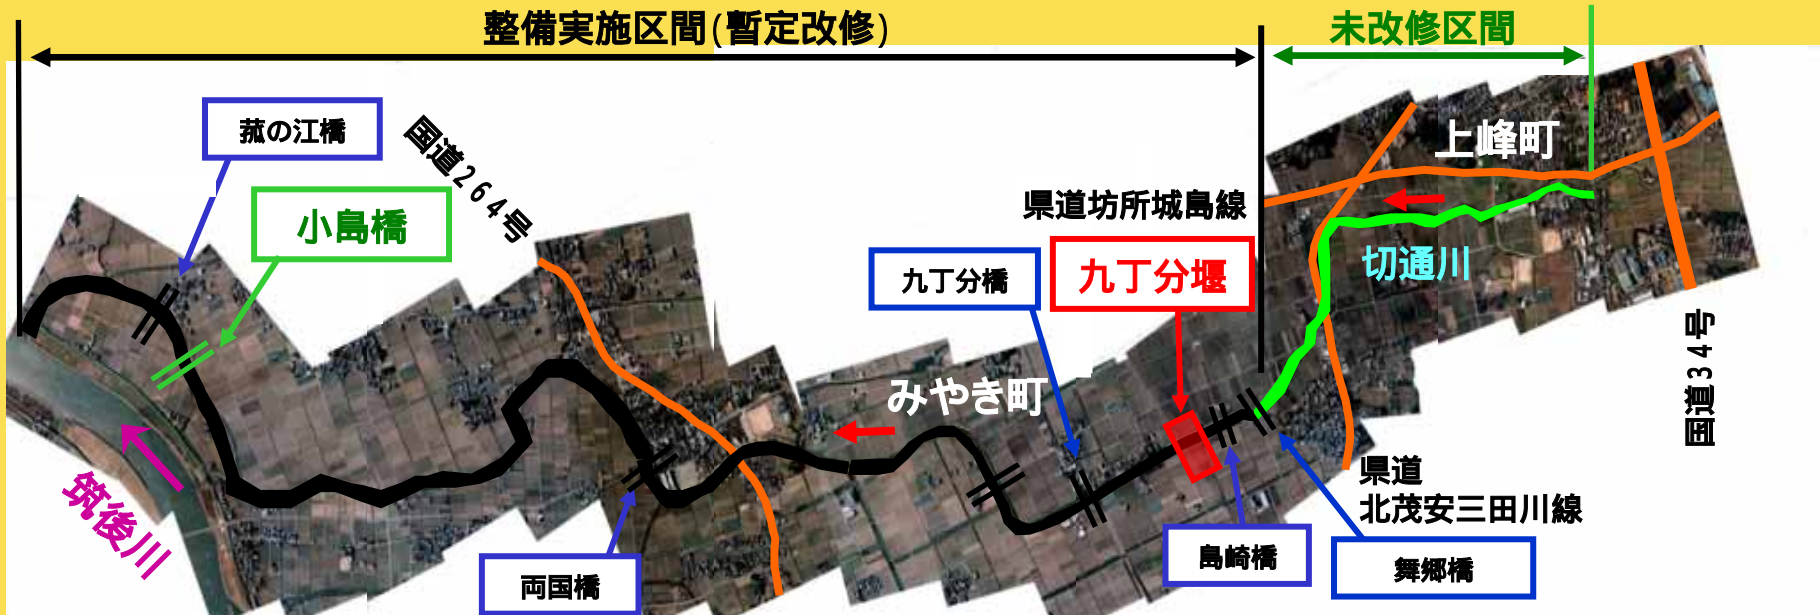 整備実施区間(暫定改修)
未改修区間
菰の江橋
国道264号
小島橋
上峰町
県道坊所城島線
九丁分橋
九丁分堰
切通川
国道34号
みやき町
筑後川
県道
北茂安三田川線
両国橋
島崎橋
舞郷橋